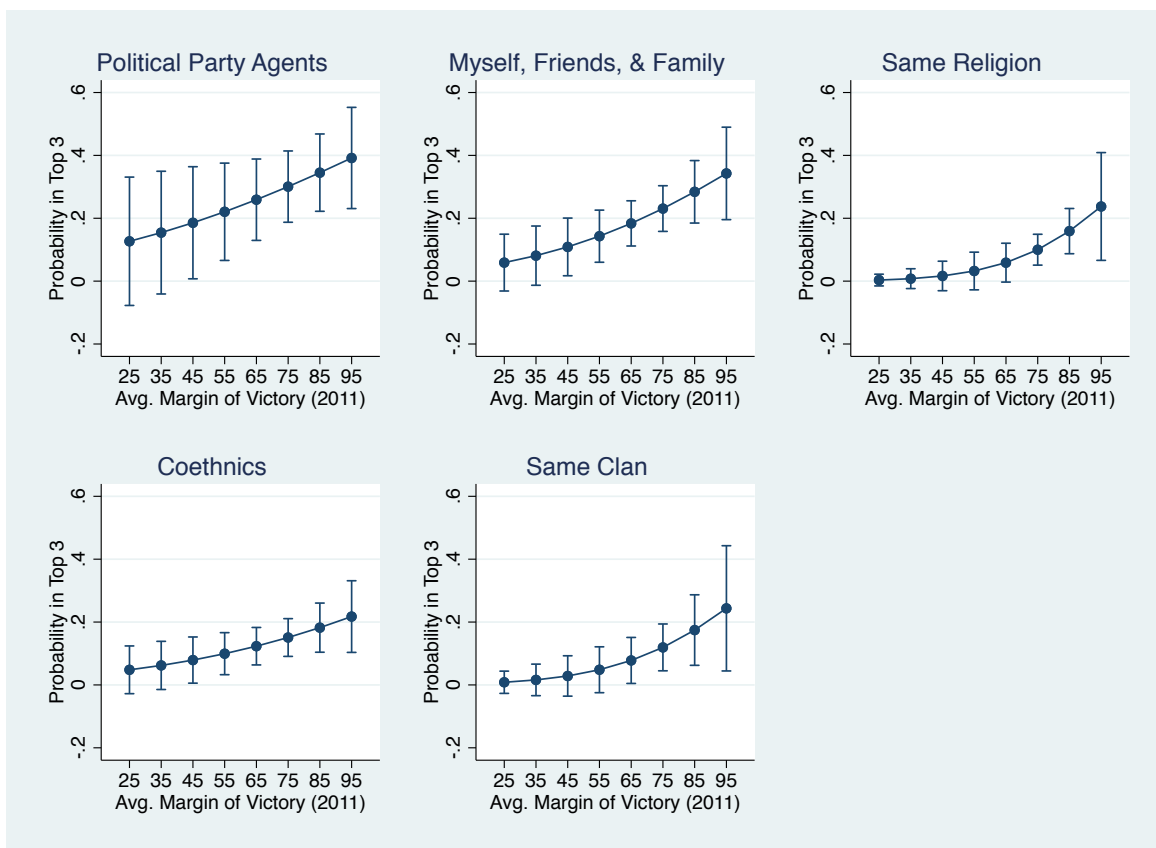 Political Party Agents
Probability in Top 3
.6
.4
.2
0
-.2
25 35 45 55 65 75 85 95
Avg. Margin of Victory (2011)
Myself, Friends, & Family
Probability in Top 3
.6
.4
.2
0
-.2
25 35 45 55 65 75 85 95
Avg. Margin of Victory (2011)
Same Religion
Probability in Top 3
.6
.4
.2
0
-.2
25 35 45 55 65 75 85 95
Avg. Margin of Victory (2011)
Coethnics
Probability in Top 3
.6
.4
.2
0
-.2
25 35 45 55 65 75 85 95
Avg. Margin of Victory (2011)
Same Clan
Probability in Top 3
.6
.4
.2
0
-.2
25 35 45 55 65 75 85 95
Avg. Margin of Victory (2011)